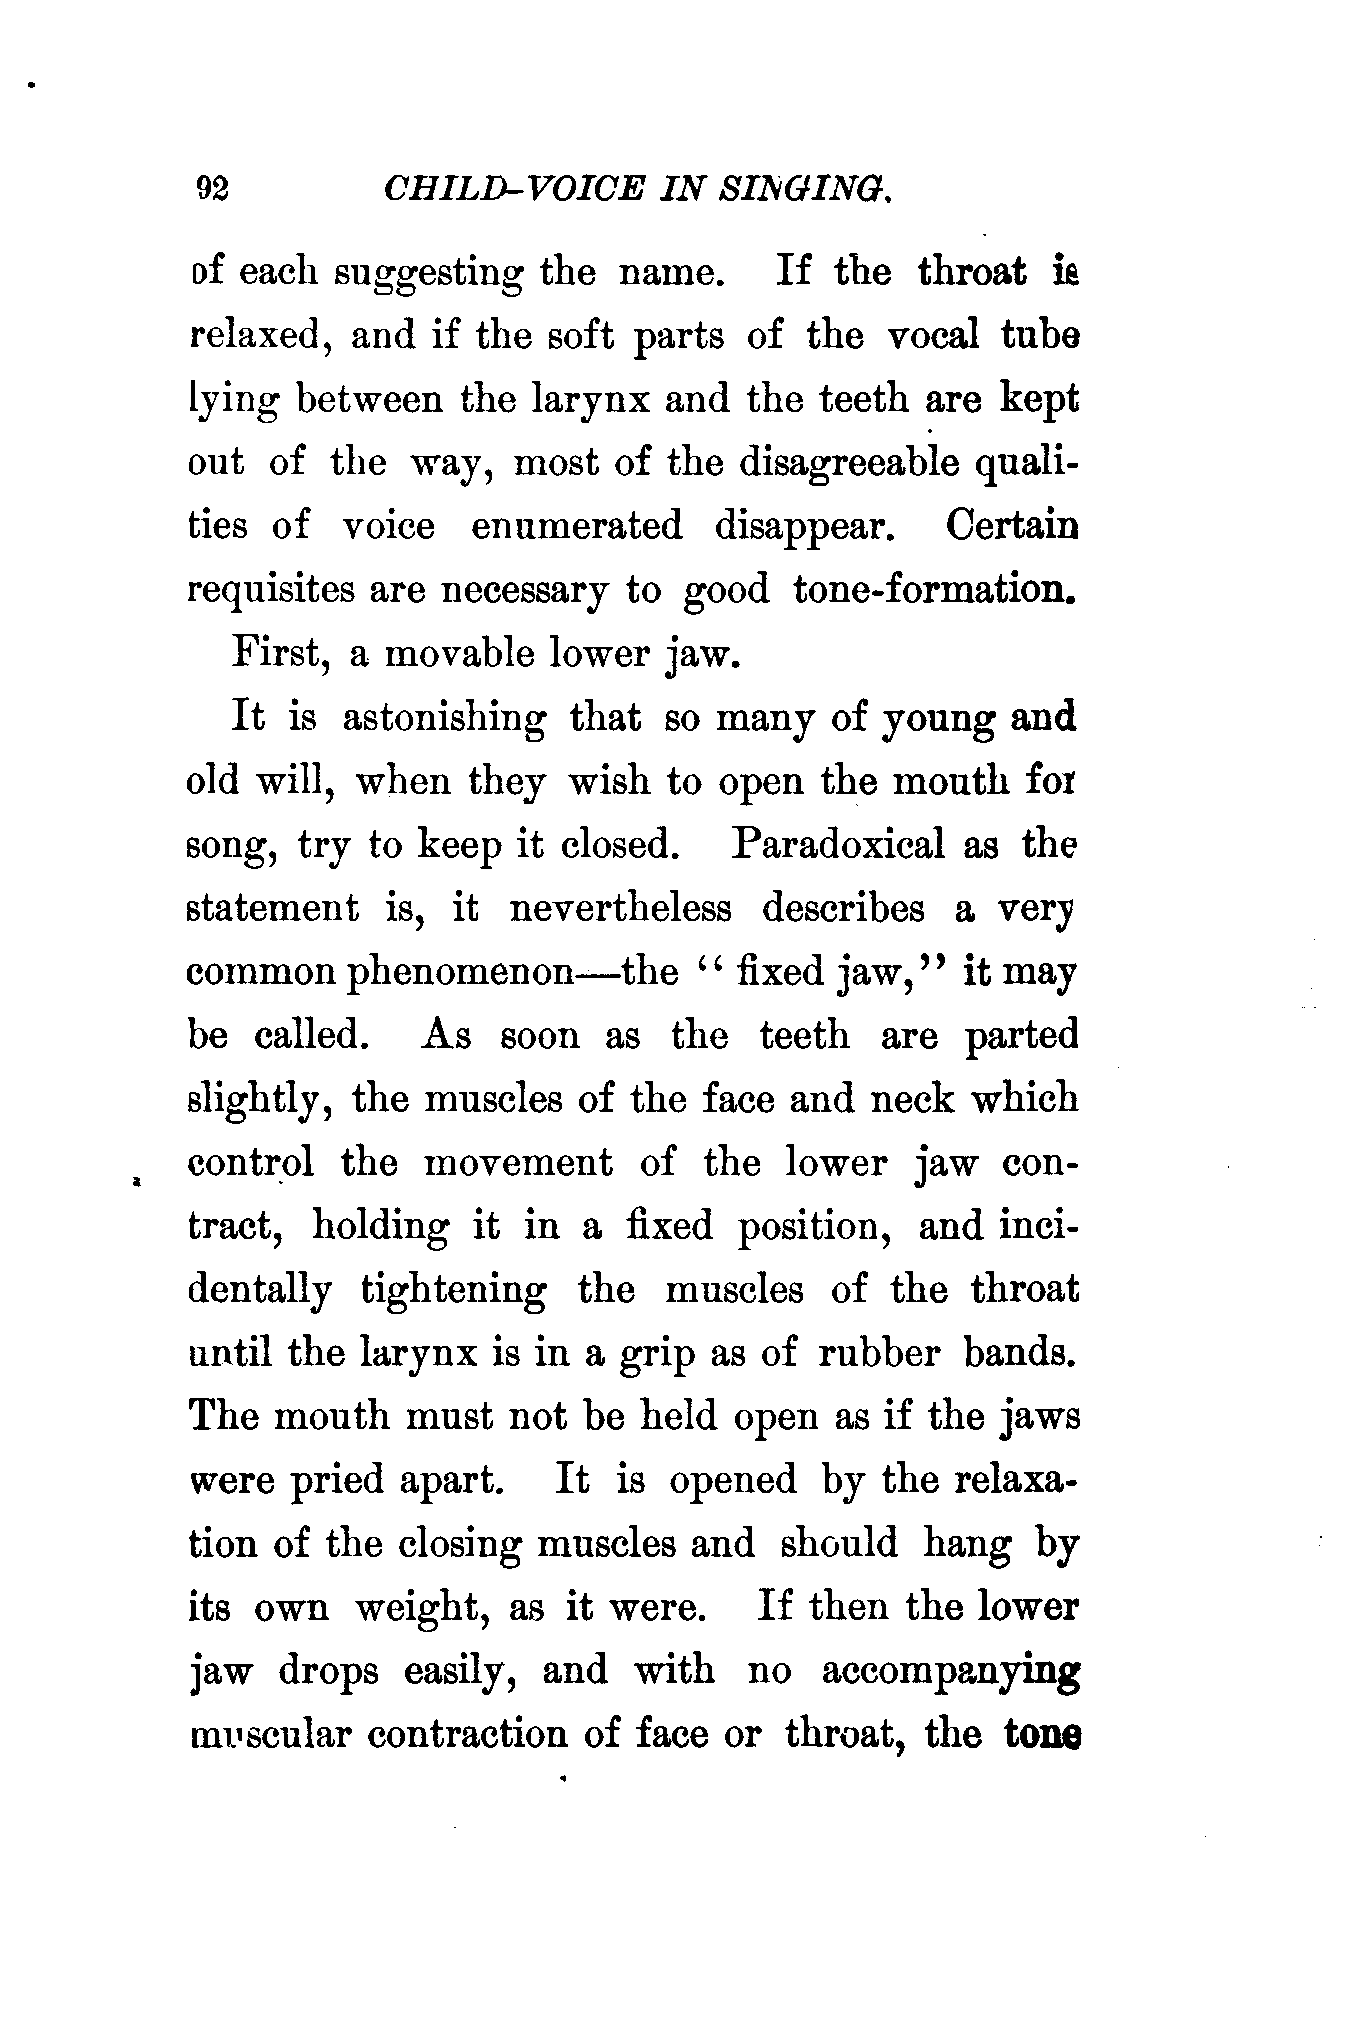 92 CHILD-VOICE IN SINGING.
of each suggesting the name. If the throat is
relaxed, and if the soft parts of the vocal tube
lying between the larynx and the teeth are kept
out of the way, most of the disagreeable quali-
ties of voice enumerated disappear. Certain
requisites are necessary to good tone-formation.
First, a movable lower jaw.
It is astonishing that so many of young and
old will, when they wish to open the mouth for
song, try to keep it closed. Paradoxical as the
statement is, it nevertheless describes a very
common phenomenon—the “ fixed jaw,” it may
be called. As soon as the teeth are parted
slightly, the muscles of the face and neck which
control the movement of the lower jaw con-
tract, holding it in a fixed position, and inci-
dentally tightening the muscles of the throat
until the larynx is in a grip as of rubber bands.
The mouth must not be held open as if the jaws
were pried apart. It is opened by the relaxa-
tion of the closing muscles and should hang by
its own weight, as it were. If then the lower
jaw drops easily, and with no accompanying
muscular contraction of face or throat, the tone